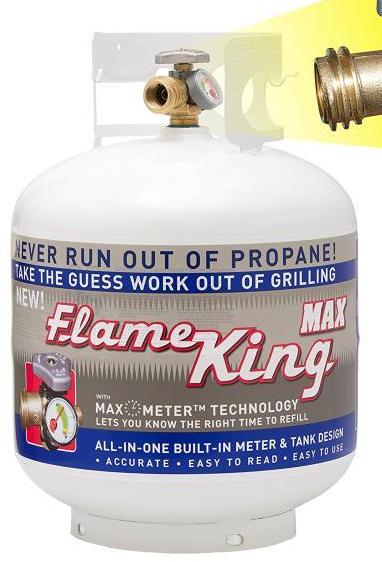 NEVER RUN OUT OF PROPANE!
TAKE THE GUESS WORK OUT OF GRILLING
NEW!
Flame King MAX
WITH
MAX METER™ TECHNOLOGY
LETS YOU KNOW THE RIGHT TIME TO REFILL
ALL-IN-ONE BUILT-IN METER & TANK DESIGN
• ACCURATE • EASY TO READ • EASY TO USE